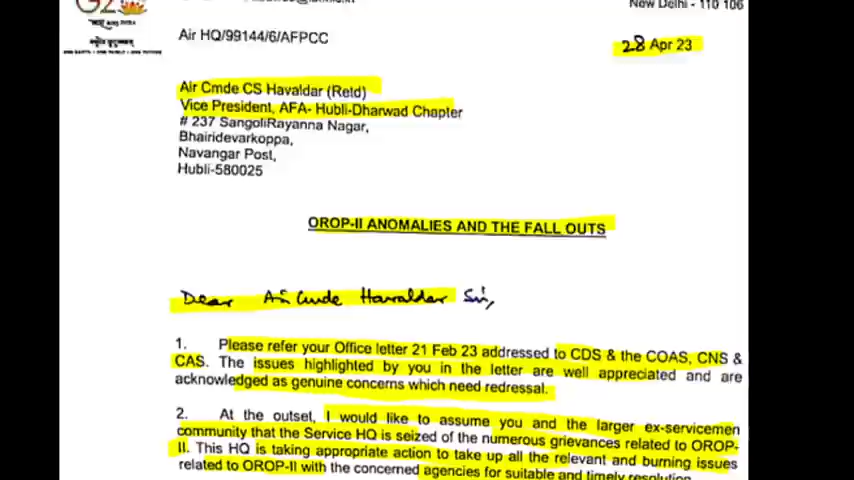 G20
New Delhi - 110 106
Air HQ/99144/6/AFPCC
28 Apr 23
Air Cmde CS Havaldar (Retd)
Vice President, AFA- Hubli-Dharwad Chapter
# 237 SangoliRayanna Nagar,
Bhairidevarkoppa,
Navangar Post,
Hubli-580025
OROP-II ANOMALIES AND THE FALL OUTS
Dear Air Cmde Havaldar Sir,
1. Please refer your Office letter 21 Feb 23 addressed to CDS & the COAS, CNS &
CAS. The issues highlighted by you in the letter are well appreciated and are
acknowledged as genuine concerns which need redressal.
2. At the outset, I would like to assume you and the larger ex-servicemen
community that the Service HQ is seized of the numerous grievances related to OROP-
II. This HQ is taking appropriate action to take up all the relevant and burning issues
related to OROP-II with the concerned agencies for suitable and timely resolution